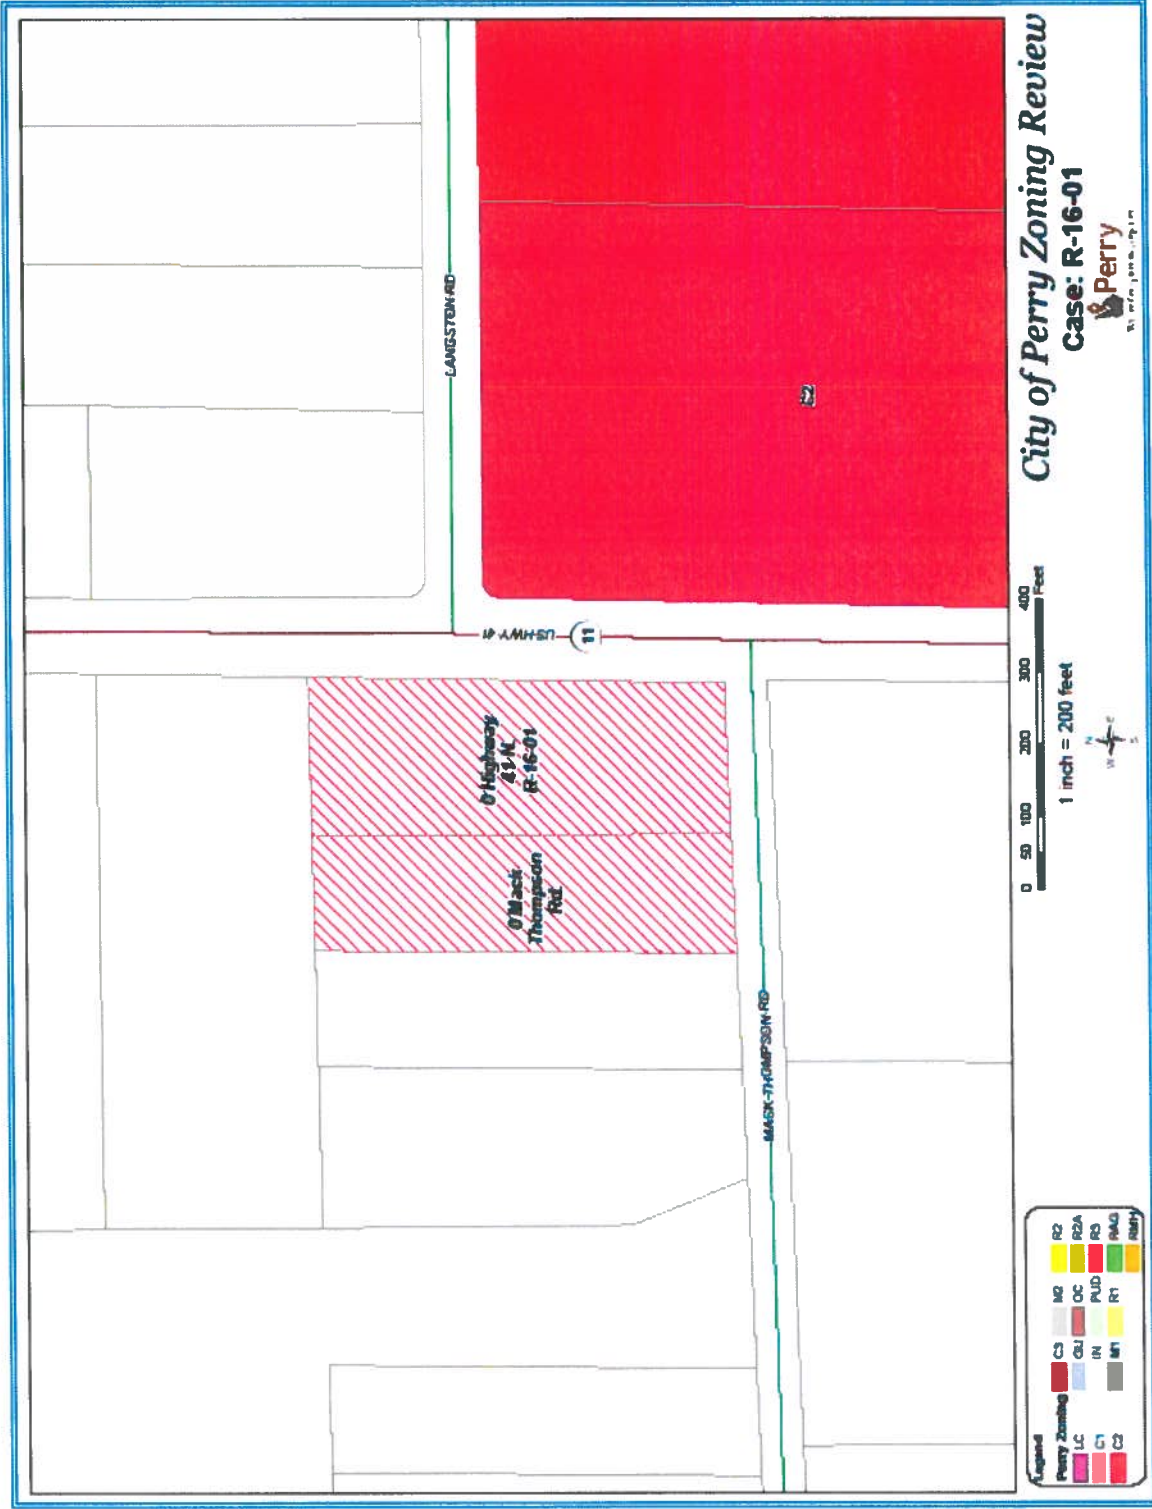 LANGSTON RD
US HWY 41
11
C2
0 Highway
41 N.
R-16-01
0 Mack
Thompson
Rd.
MACK THOMPSON RD
Legend
Perry Zoning
LC
C1
C2
C3
GU
IN
M1
M2
OC
PUD
R1
R2
R2A
R3
RAG
RMH
0 50 100 200 300 400
Feet
1 inch = 200 feet
N
W E
S
City of Perry Zoning Review
Case: R-16-01
Perry